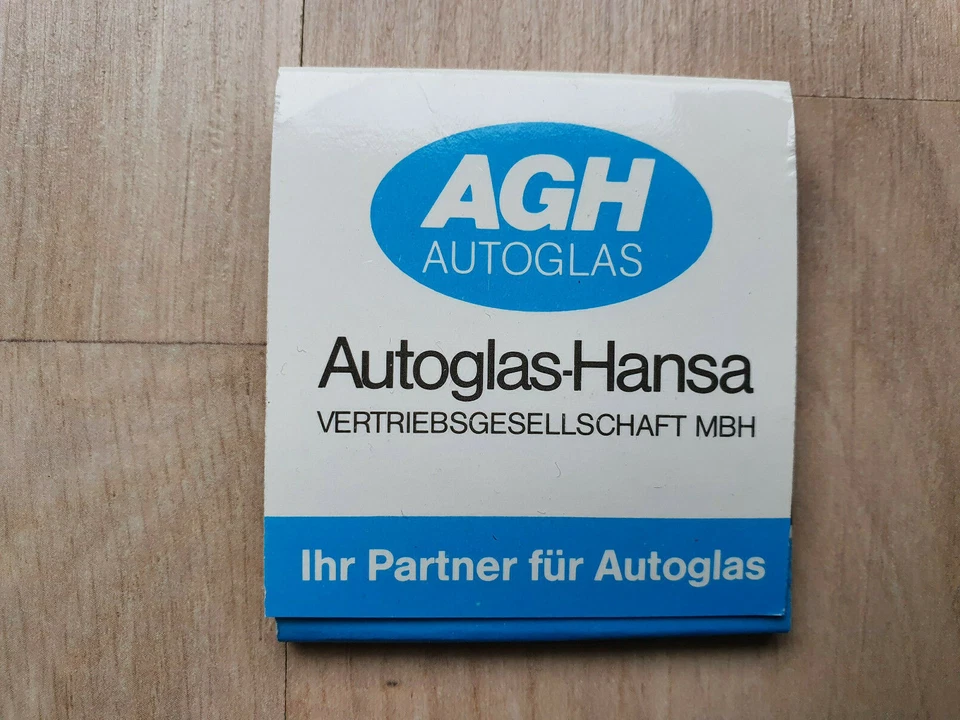 AGH
AUTOGLAS
Autoglas-Hansa
VERTRIEBSGESELLSCHAFT MBH
Ihr Partner für Autoglas